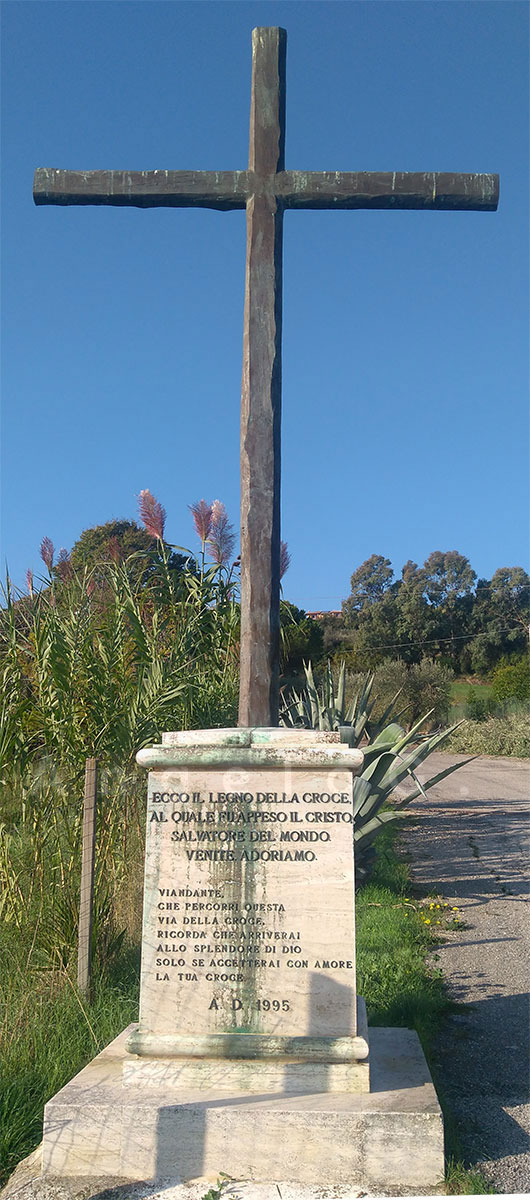 ECCO IL LEGNO DELLA CROCE,
AL QUALE FU APPESO IL CRISTO,
SALVATORE DEL MONDO.
VENITE, ADORIAMO.
VIANDANTE,
CHE PERCORRI QUESTA
VIA DELLA CROCE,
RICORDA CHE ARRIVERAI
ALLO SPLENDORE DI DIO
SOLO SE ACCETTERAI CON AMORE
LA TUA CROCE
A. D. 1995